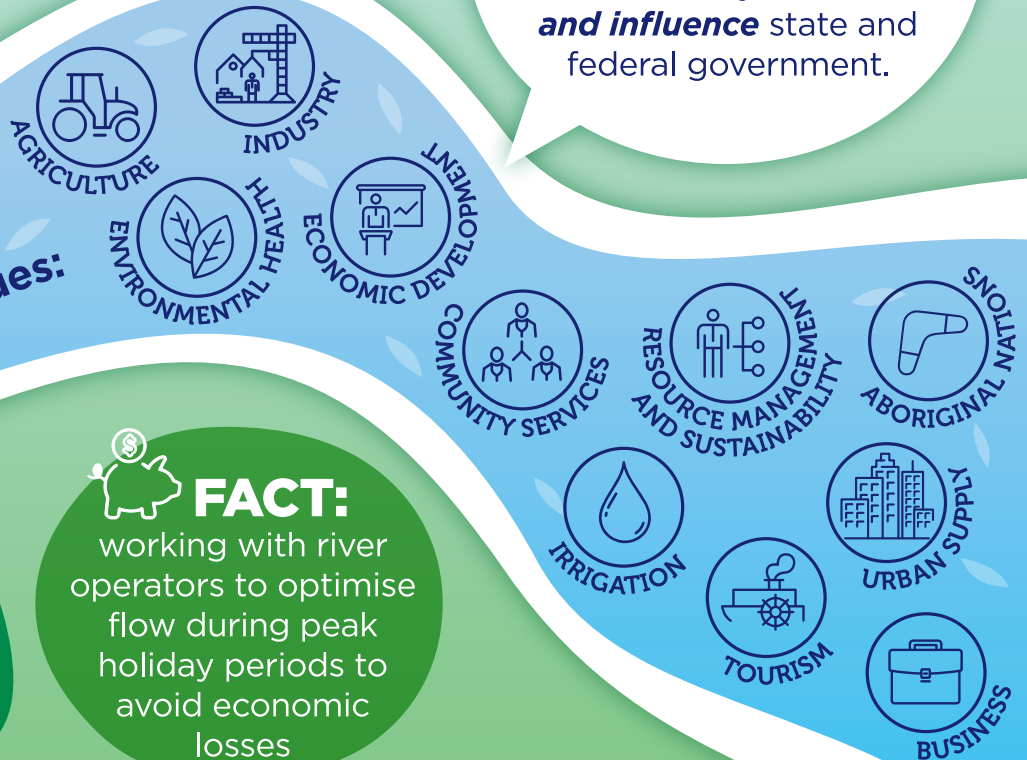 and influence state and
federal government.
AGRICULTURE
INDUSTRY
ENVIRONMENTAL HEALTH
ECONOMIC DEVELOPMENT
COMMUNITY SERVICES
RESOURCE MANAGEMENT
AND SUSTAINABILITY
ABORIGINAL NATIONS
IRRIGATION
URBAN SUPPLY
TOURISM
BUSINESS
FACT:
working with river
operators to optimise
flow during peak
holiday periods to
avoid economic
losses